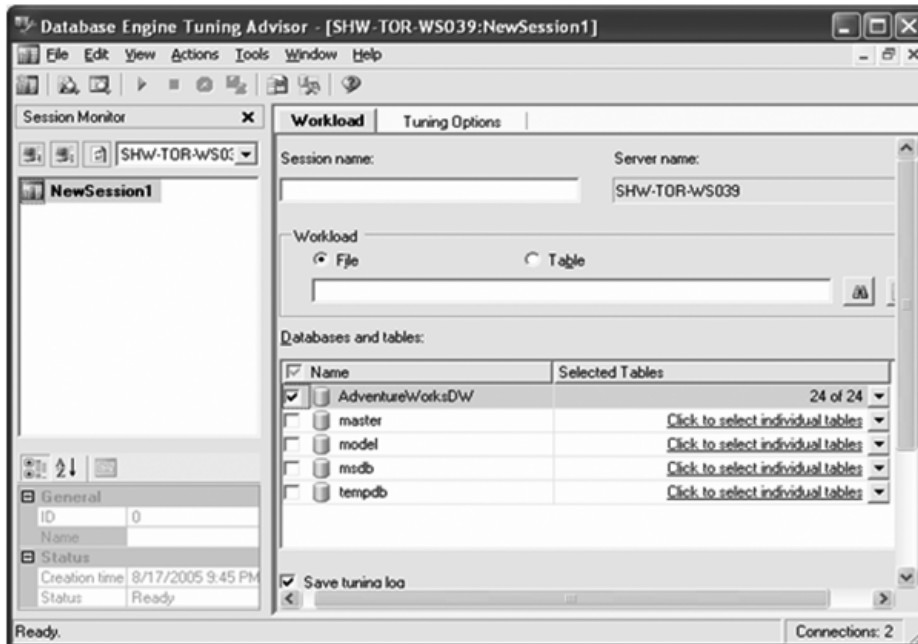 Database Engine Tuning Advisor - [SHW-TOR-WS039:NewSession1]
File Edit View Actions Tools Window Help
Session Monitor
SHW-TOR-WS03
NewSession1
General
ID 0
Name
Status
Creation time 8/17/2005 9:45 PM
Status Ready
Workload Tuning Options
Session name: Server name:
SHW-TOR-WS039
Workload
File Table
Databases and tables:
Name Selected Tables
AdventureWorksDW 24 of 24
master Click to select individual tables
model Click to select individual tables
msdb Click to select individual tables
tempdb Click to select individual tables
Save tuning log
Ready. Connections: 2